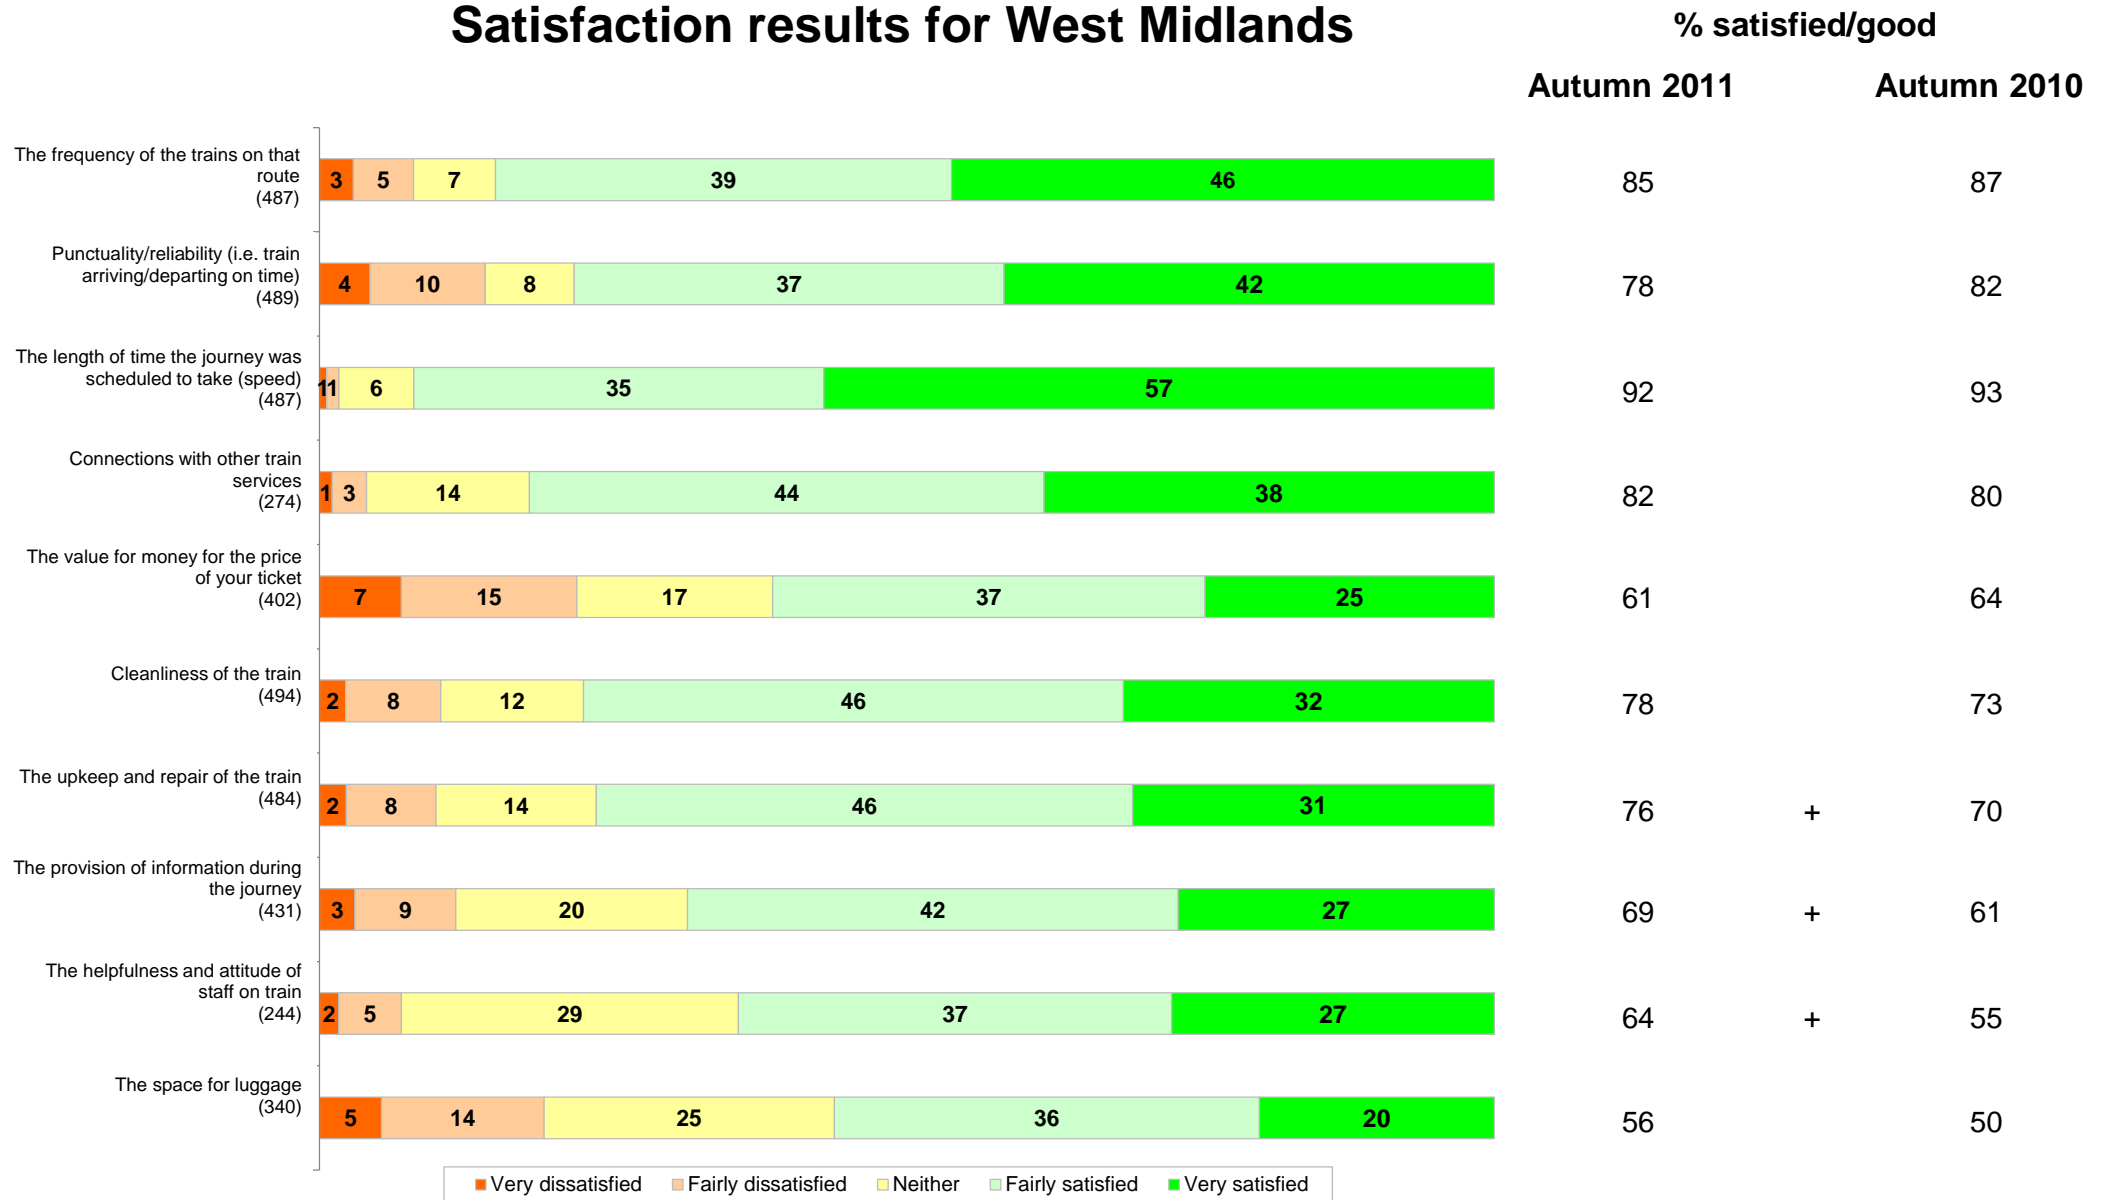 Satisfaction results for West Midlands
% satisfied/good
Autumn 2011 Autumn 2010
The frequency of the trains on that
route
(487)
3 5 7 39 46 85 87
Punctuality/reliability (i.e. train
arriving/departing on time)
(489)
4 10 8 37 42 78 82
The length of time the journey was
scheduled to take (speed)
(487)
1 1 6 35 57 92 93
Connections with other train
services
(274)
1 3 14 44 38 82 80
The value for money for the price
of your ticket
(402)
7 15 17 37 25 61 64
Cleanliness of the train
(494)
2 8 12 46 32 78 73
The upkeep and repair of the train
(484)
2 8 14 46 31 76 + 70
The provision of information during
the journey
(431)
3 9 20 42 27 69 + 61
The helpfulness and attitude of
staff on train
(244)
2 5 29 37 27 64 + 55
The space for luggage
(340)
5 14 25 36 20 56 50
Very dissatisfied Fairly dissatisfied Neither Fairly satisfied Very satisfied